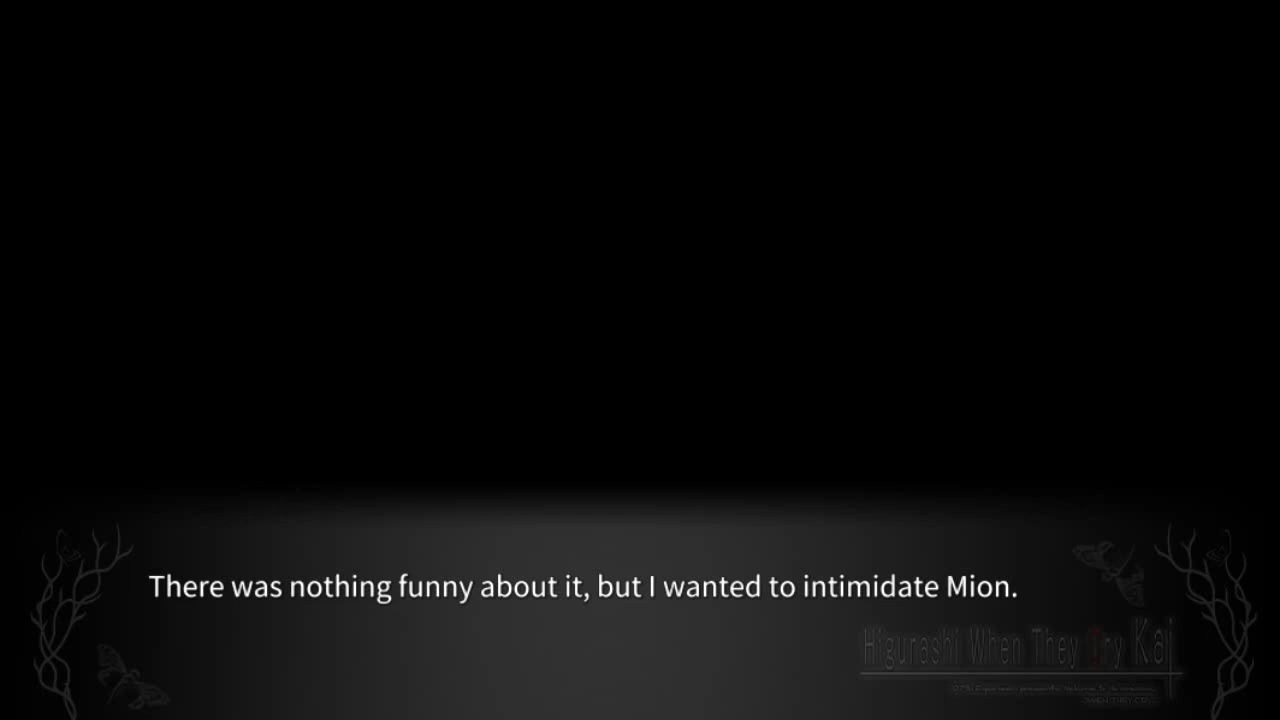 There was nothing funny about it, but I wanted to intimidate Mion.
Higurashi When They Cry Kai